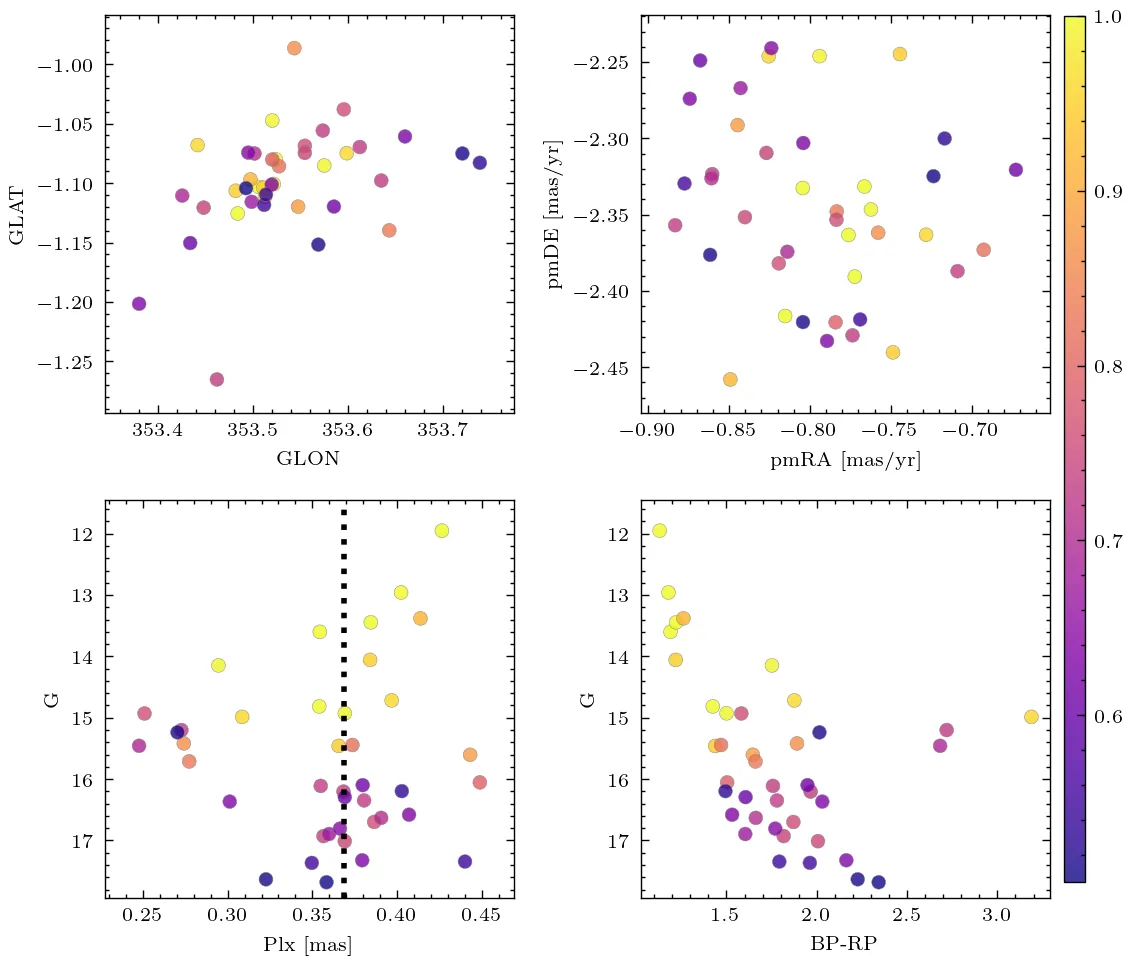 −1.00
−1.05
−1.10
−1.15
−1.20
−1.25
GLAT
353.4 353.5 353.6 353.7
GLON
−2.25
−2.30
−2.35
−2.40
−2.45
pmDE [mas/yr]
−0.90 −0.85 −0.80 −0.75 −0.70
pmRA [mas/yr]
1.0
0.9
0.8
0.7
0.6
12
13
14
15
16
17
G
0.25 0.30 0.35 0.40 0.45
Plx [mas]
12
13
14
15
16
17
G
1.5 2.0 2.5 3.0
BP-RP